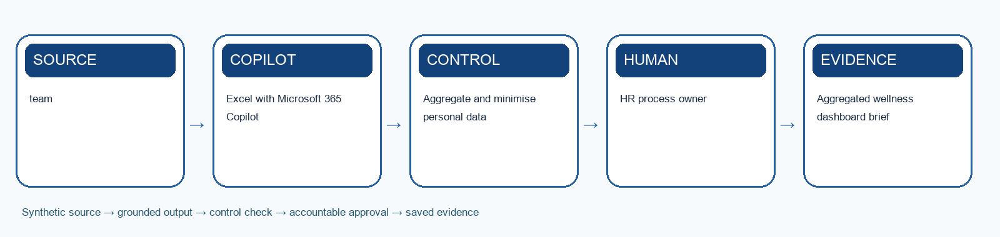 SOURCE
team
→
COPILOT
Excel with Microsoft 365
Copilot
→
CONTROL
Aggregate and minimise
personal data
→
HUMAN
HR process owner
→
EVIDENCE
Aggregated wellness
dashboard brief
Synthetic source → grounded output → control check → accountable approval → saved evidence